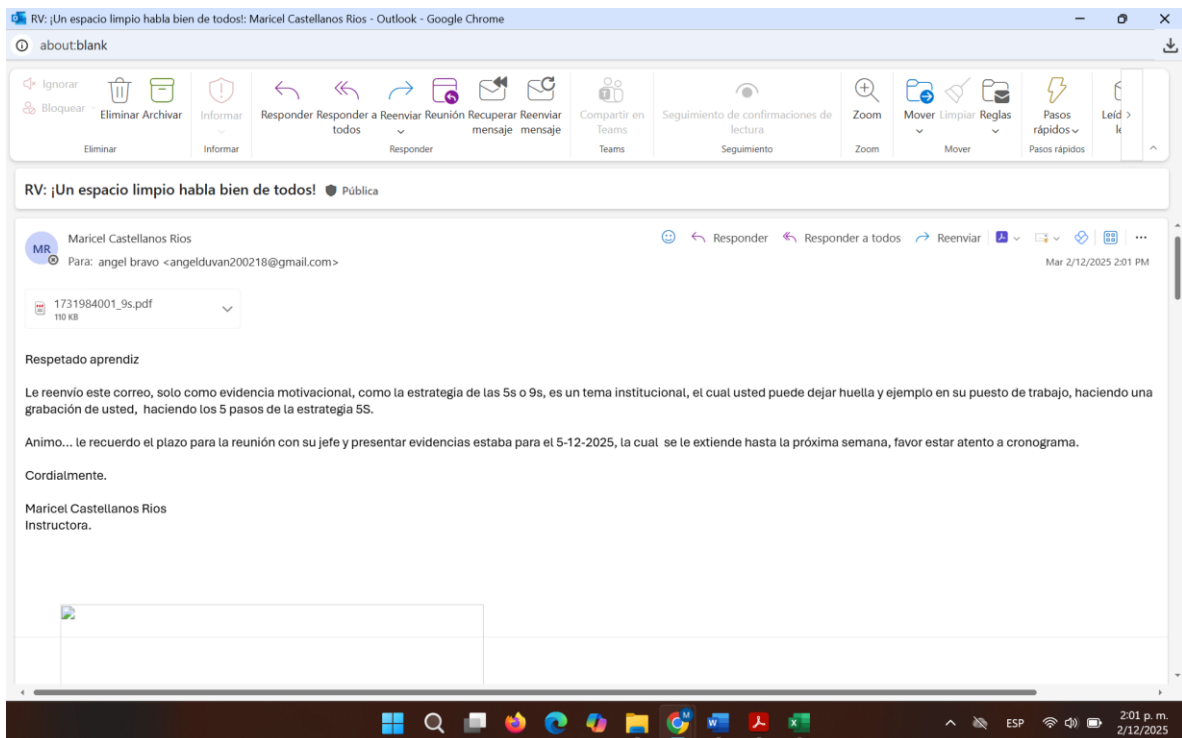 RV: ¡Un espacio limpio habla bien de todos!: Maricel Castellanos Rios - Outlook - Google Chrome
about:blank
Ignorar
Bloquear
Eliminar Archivar
Informar
Responder Responder a todos
Reenviar Reunión Recuperar mensaje Reenviar mensaje
Compartir en Teams
Seguimiento de confirmaciones de lectura
Zoom
Mover Limpiar Reglas
Pasos rápidos
Leíd
Eliminar Informar Responder Teams Seguimiento Zoom Mover Pasos rápidos
RV: ¡Un espacio limpio habla bien de todos! Pública
MR
Maricel Castellanos Rios
Responder Responder a todos Reenviar
Para: angel bravo <angelduvan200218@gmail.com>
Mar 2/12/2025 2:01 PM
1731984001_9s.pdf
110 KB
Respetado aprendiz
Le reenvío este correo, solo como evidencia motivacional, como la estrategia de las 5s o 9s, es un tema institucional, el cual usted puede dejar huella y ejemplo en su puesto de trabajo, haciendo una
grabación de usted, haciendo los 5 pasos de la estrategia 5S.
Animo... le recuerdo el plazo para la reunión con su jefe y presentar evidencias estaba para el 5-12-2025, la cual se le extiende hasta la próxima semana, favor estar atento a cronograma.
Cordialmente.
Maricel Castellanos Rios
Instructora.
ESP
2:01 p. m.
2/12/2025